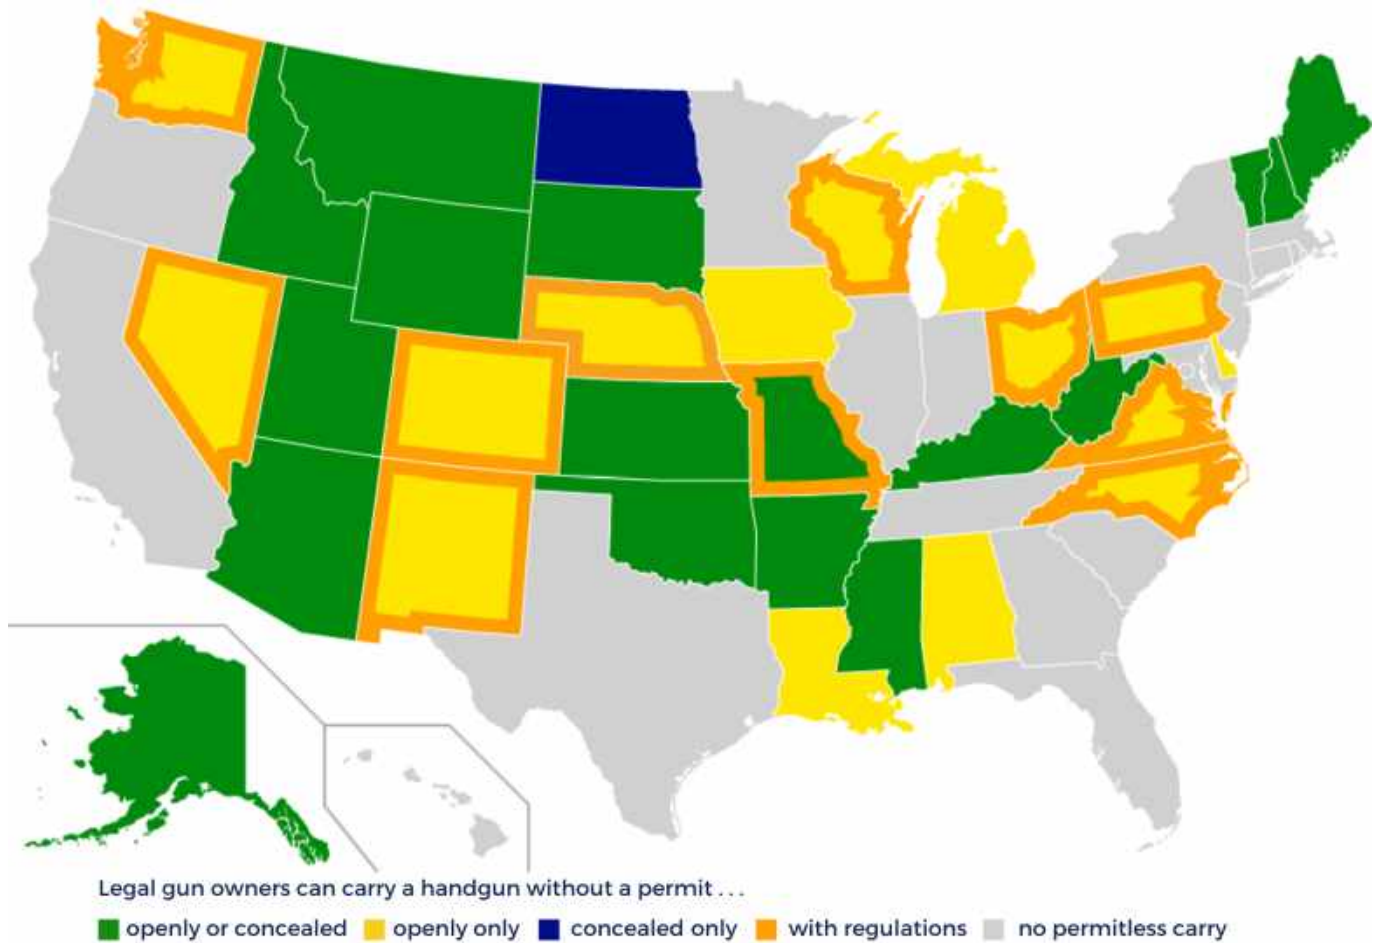 Legal gun owners can carry a handgun without a permit . . .
openly or concealed openly only concealed only with regulations no permitless carry